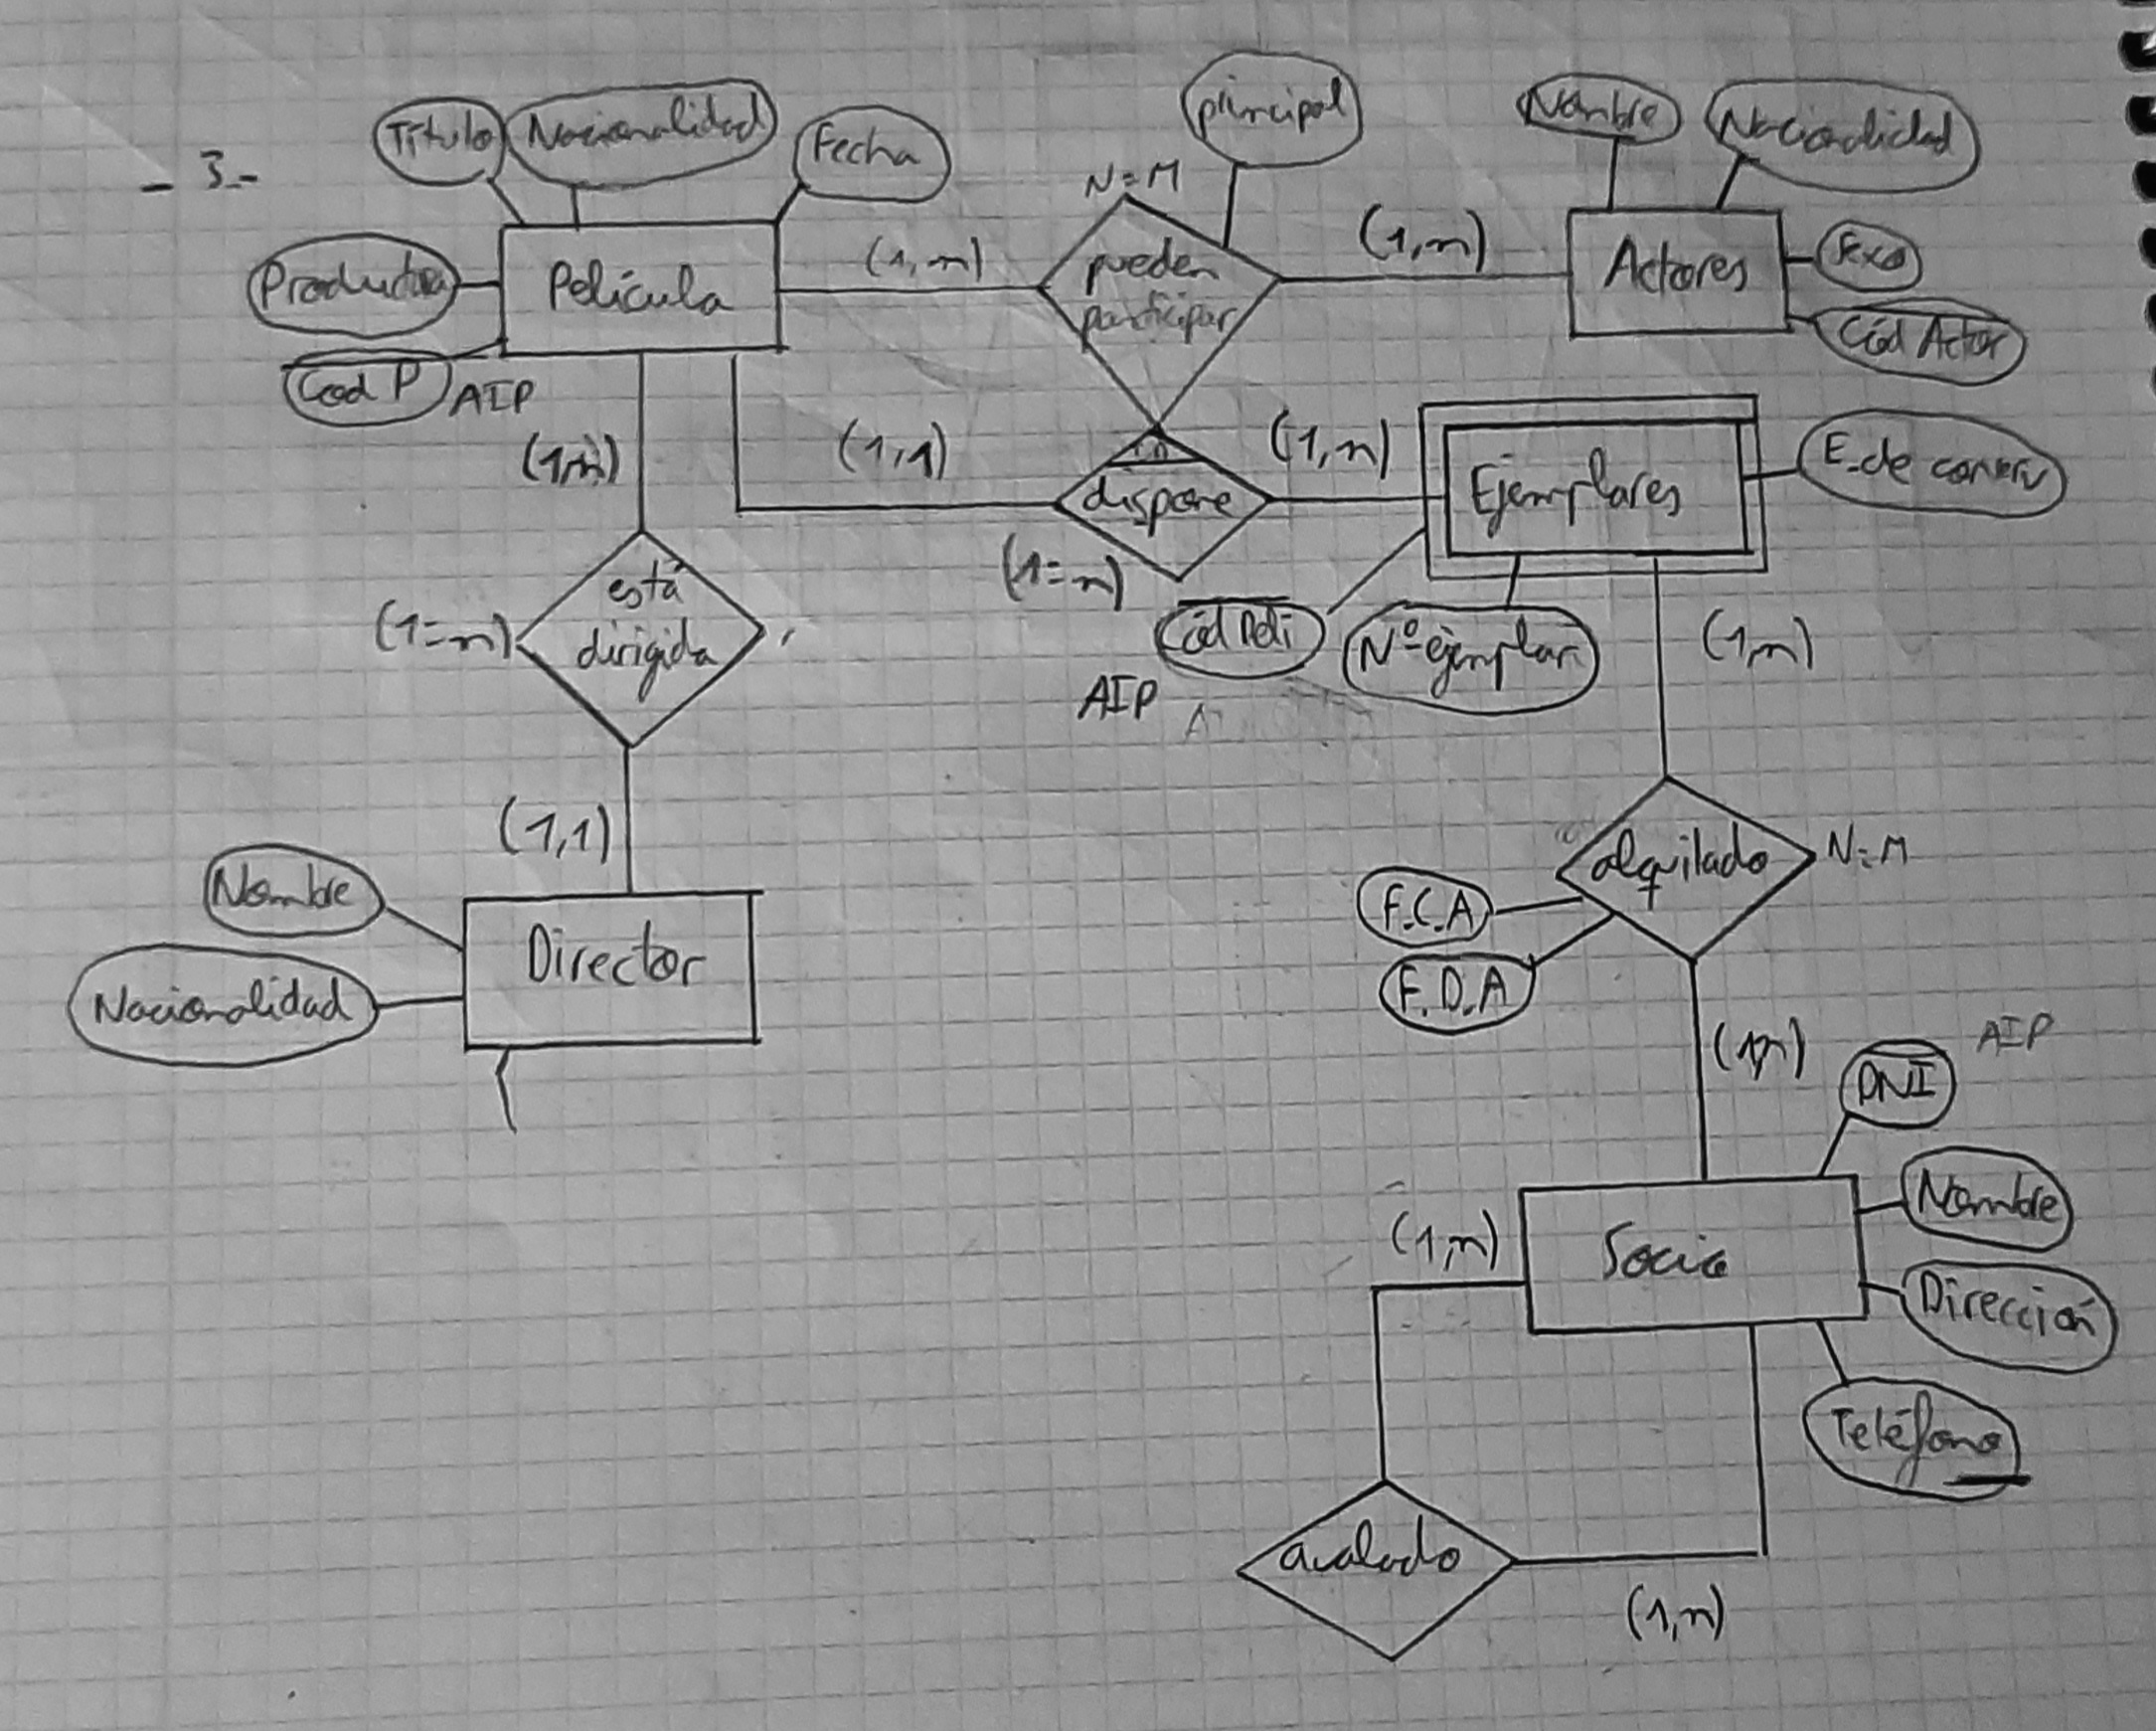 - 3.-
Título
Nacionalidad
Fecha
principal
Nombre
Nacionalidad
N=M
Productora
Película
(1,n)
pueden
participar
(1,n)
Actores
Sexo
Cód Actor
Cod P
AIP
(1,n)
(1,1)
dispone
(1,n)
Ejemplares
E. de conserv
(1=n)
está
dirigida
(1=n)
Cód Peli
AIP
Nº ejemplar
(1,n)
(1,1)
alquilado
N=M
F.C.A
F.D.A
Nombre
Director
Nacionalidad
(1,n)
AIP
DNI
Nombre
(1,n)
Socio
Dirección
Teléfono
avalado
(1,n)